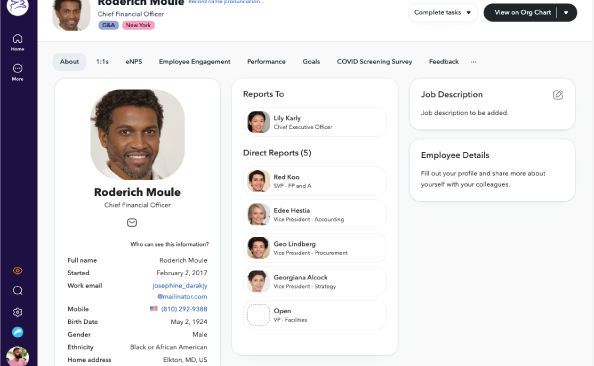 Roderich Moule
Record name pronunciation...
Chief Financial Officer
G&A
New York
Complete tasks
View on Org Chart
Home
More
About
1:1s
eNPS
Employee Engagement
Performance
Goals
COVID Screening Survey
Feedback
...
Roderich Moule
Chief Financial Officer
Who can see this information?
Full name Roderich Moule
Started February 2, 2017
Work email josephine_darakjy
@mailinator.com
Mobile (810) 292-9388
Birth Date May 2, 1924
Gender Male
Ethnicity Black or African American
Home address Elkton, MD, US
Reports To
Lily Karly
Chief Executive Officer
Direct Reports (5)
Red Koo
SVP - FP and A
Edee Hestia
Vice President - Accounting
Geo Lindberg
Vice President - Procurement
Georgiana Alcock
Vice President - Strategy
Open
VP - Facilities
Job Description
Job description to be added.
Employee Details
Fill out your profile and share more about
yourself with your colleagues.